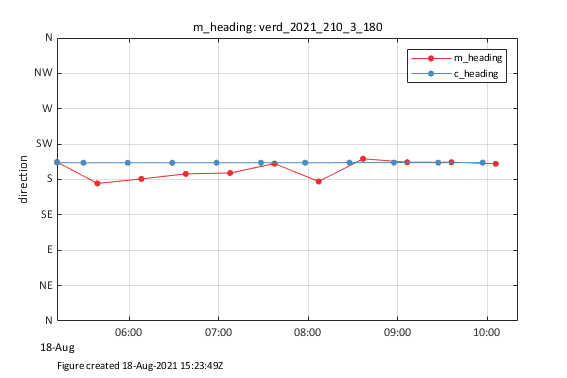 m_heading: verd_2021_210_3_180
N
NW
W
SW
S
SE
E
NE
N
direction
m_heading
c_heading
06:00 07:00 08:00 09:00 10:00
18-Aug
Figure created 18-Aug-2021 15:23:49Z